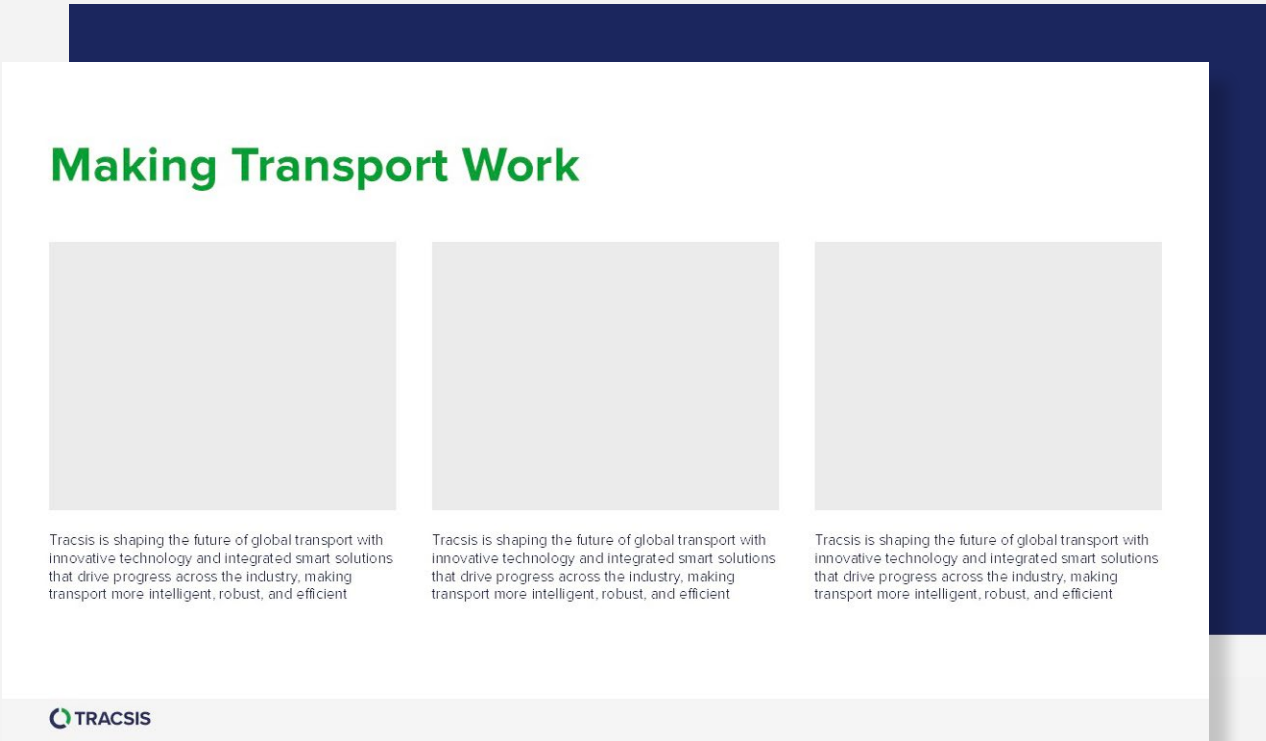 Making Transport Work
Tracsis is shaping the future of global transport with
innovative technology and integrated smart solutions
that drive progress across the industry, making
transport more intelligent, robust, and efficient
Tracsis is shaping the future of global transport with
innovative technology and integrated smart solutions
that drive progress across the industry, making
transport more intelligent, robust, and efficient
Tracsis is shaping the future of global transport with
innovative technology and integrated smart solutions
that drive progress across the industry, making
transport more intelligent, robust, and efficient
TRACSIS